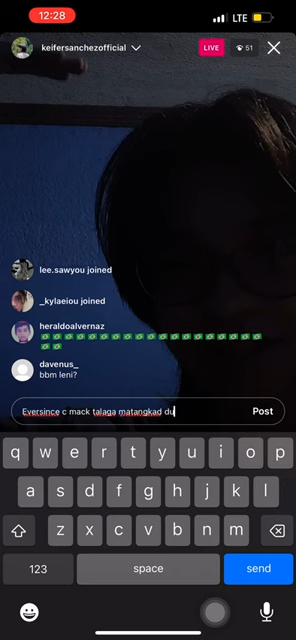 12:28
LTE
keifersanchezofficial
LIVE
51
lee.sawyou joined
_kylaeiou joined
heraldoalvernaz
davenus_
bbm leni?
Eversince c mack talaga matangkad du
Post
q w e r t y u i o p
a s d f g h j k l
z x c v b n m
123
space
send